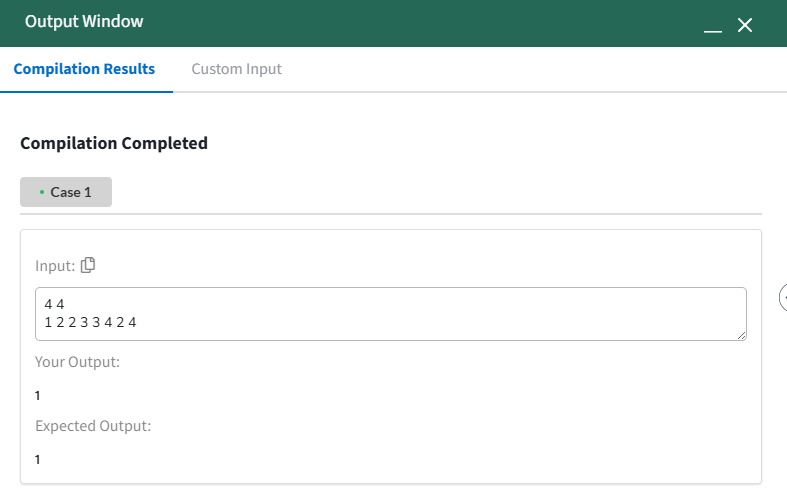 Output Window
Compilation Results
Custom Input
Compilation Completed
Case 1
Input:
4 4
1 2 2 3 3 4 2 4
Your Output:
1
Expected Output:
1